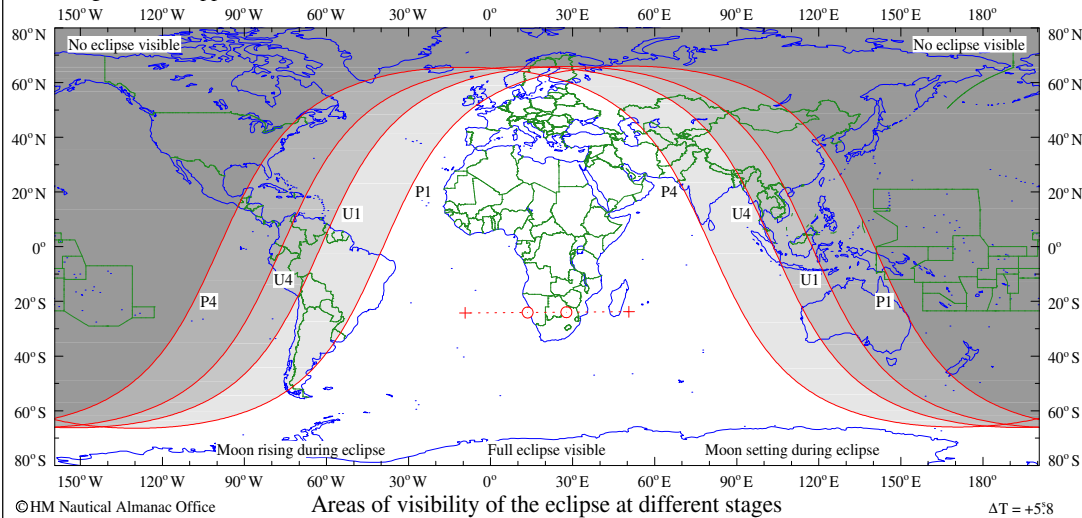 150°W 120°W 90°W 60°W 30°W 0° 30°E 60°E 90°E 120°E 150°E 180°
80°N 80°N
No eclipse visible No eclipse visible
60°N 60°N
40°N 40°N
20°N P1 P4 20°N
U1 U4
0° 0°
U4 U1
20°S P4 P1 20°S
40°S 40°S
60°S 60°S
Moon rising during eclipse Full eclipse visible Moon setting during eclipse
80°S 80°S
150°W 120°W 90°W 60°W 30°W 0° 30°E 60°E 90°E 120°E 150°E 180°
©HM Nautical Almanac Office Areas of visibility of the eclipse at different stages ΔT = +5.ˢ8